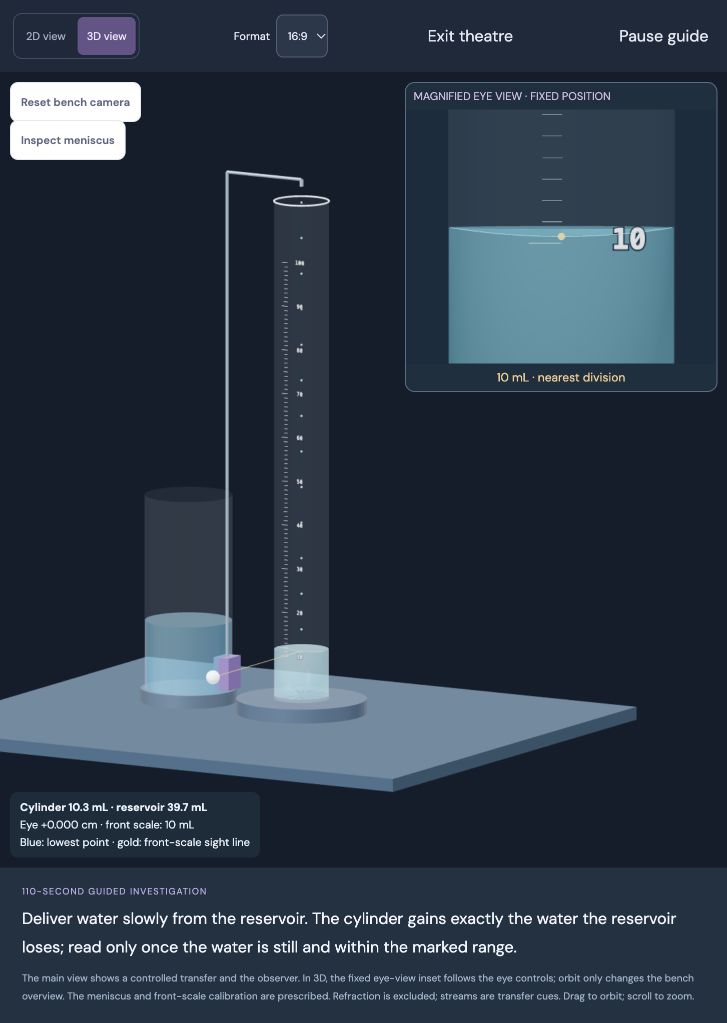 2D view
3D view
Format
16:9
Exit theatre
Pause guide
Reset bench camera
Inspect meniscus
MAGNIFIED EYE VIEW · FIXED POSITION
10
10 mL · nearest division
100
90
80
70
60
50
40
30
20
10
Cylinder 10.3 mL · reservoir 39.7 mL
Eye +0.000 cm · front scale: 10 mL
Blue: lowest point · gold: front-scale sight line
110-SECOND GUIDED INVESTIGATION
Deliver water slowly from the reservoir. The cylinder gains exactly the water the reservoir
loses; read only once the water is still and within the marked range.
The main view shows a controlled transfer and the observer. In 3D, the fixed eye-view inset follows the eye controls; orbit only changes the bench
overview. The meniscus and front-scale calibration are prescribed. Refraction is excluded; streams are transfer cues. Drag to orbit; scroll to zoom.